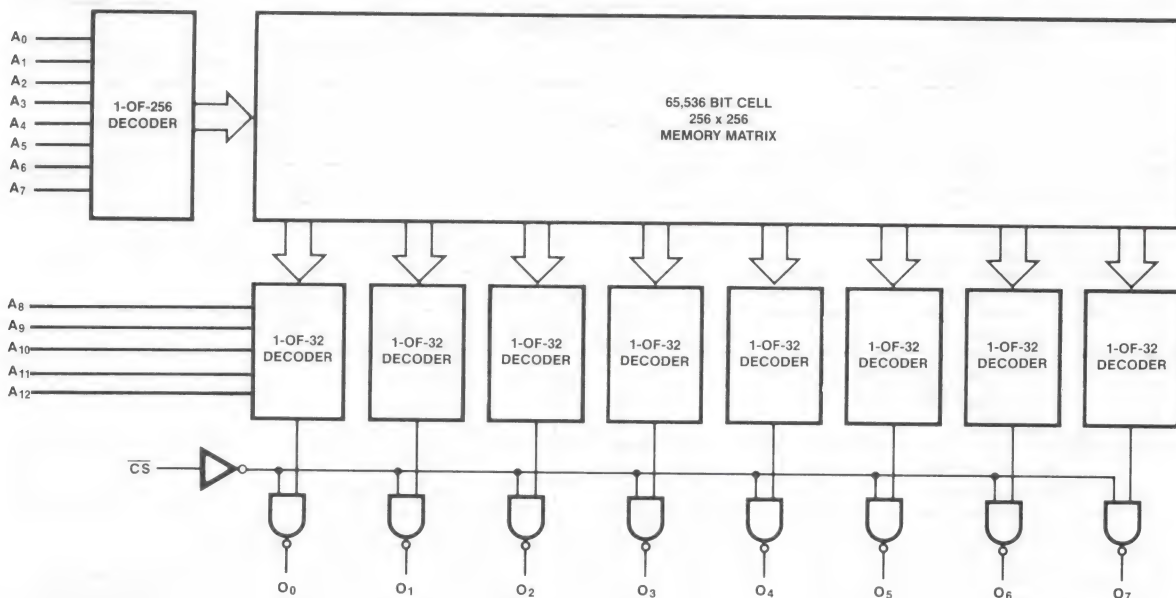 A0
A1
A2
A3
A4
A5
A6
A7
1-OF-256
DECODER
65,536 BIT CELL
256 x 256
MEMORY MATRIX
A8
A9
A10
A11
A12
1-OF-32
DECODER
1-OF-32
DECODER
1-OF-32
DECODER
1-OF-32
DECODER
1-OF-32
DECODER
1-OF-32
DECODER
1-OF-32
DECODER
1-OF-32
DECODER
C̅S̅
O0
O1
O2
O3
O4
O5
O6
O7